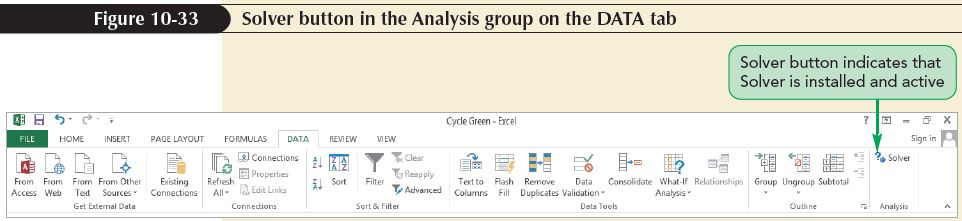 Figure 10-33 Solver button in the Analysis group on the DATA tab
Solver button indicates that
Solver is installed and active
Cycle Green - Excel
FILE HOME INSERT PAGE LAYOUT FORMULAS DATA REVIEW VIEW Sign in
From Access
From Web
From Text
From Other Sources
Existing Connections
Get External Data
Refresh All
Connections
Properties
Edit Links
Connections
Sort
Filter
Clear
Reapply
Advanced
Sort & Filter
Text to Columns
Flash Fill
Remove Duplicates
Data Validation
Consolidate
What-If Analysis
Relationships
Data Tools
Group
Ungroup
Subtotal
Outline
Solver
Analysis